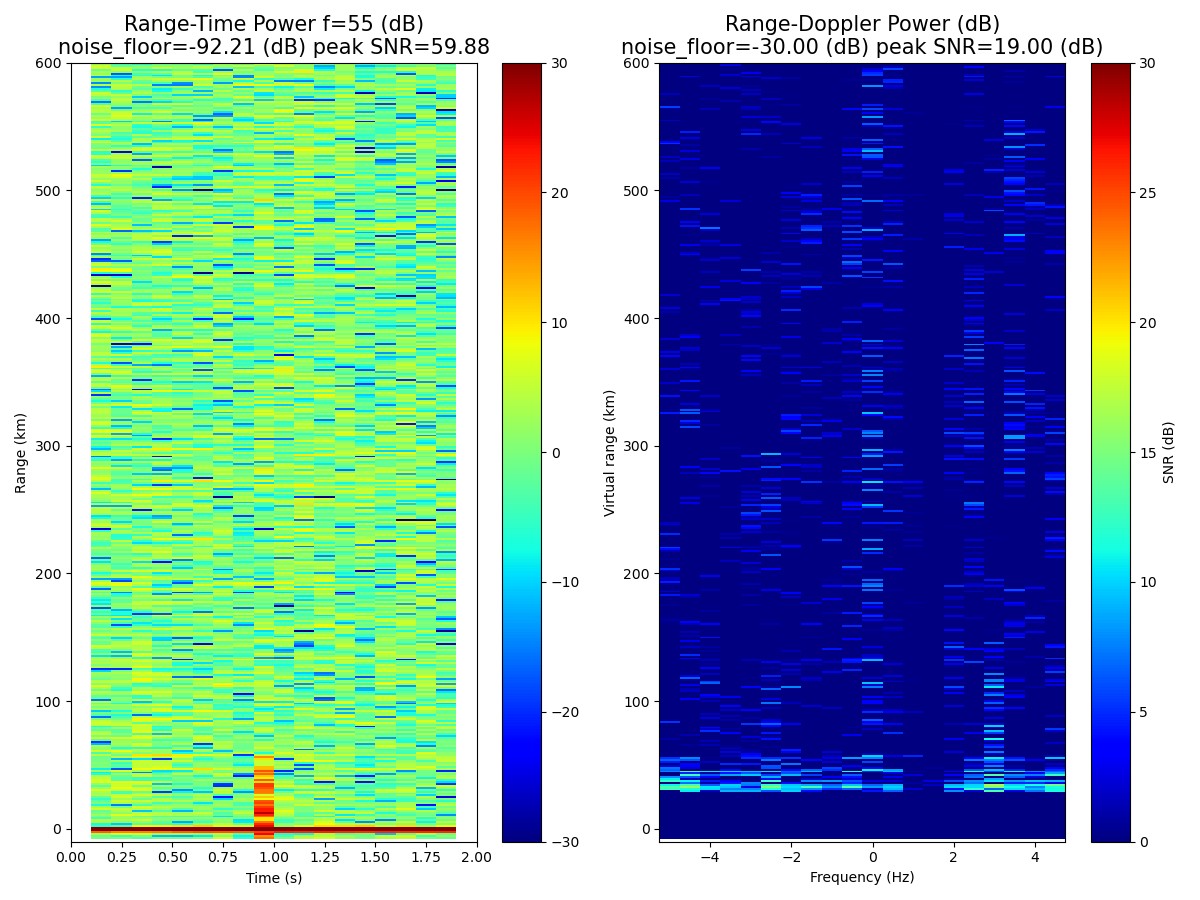 Range-Time Power f=55 (dB)
noise_floor=-92.21 (dB) peak SNR=59.88
Range (km)
600
500
400
300
200
100
0
0.00 0.25 0.50 0.75 1.00 1.25 1.50 1.75 2.00
Time (s)
30
20
10
0
−10
−20
−30
Range-Doppler Power (dB)
noise_floor=-30.00 (dB) peak SNR=19.00 (dB)
Virtual range (km)
600
500
400
300
200
100
0
−4 −2 0 2 4
Frequency (Hz)
30
25
20
15
10
5
0
SNR (dB)